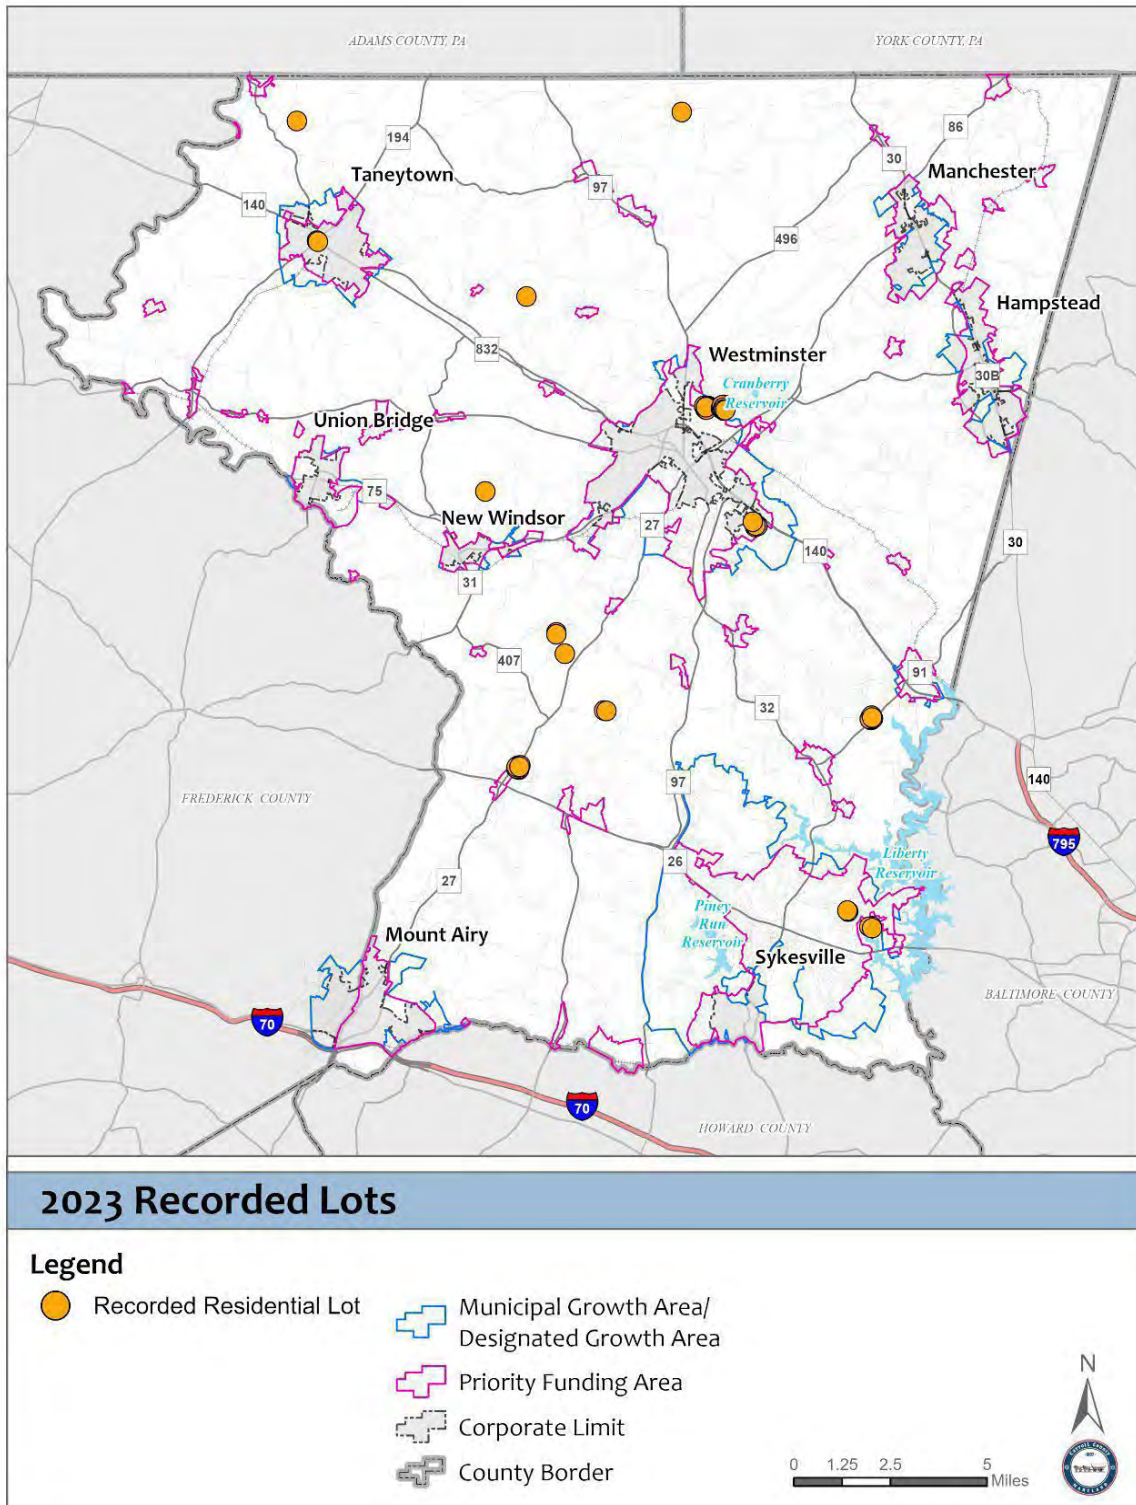 ADAMS COUNTY, PA
YORK COUNTY, PA
194
86
30
Taneytown
Manchester
97
140
496
Hampstead
832
Westminster
30B
Cranberry
Reservoir
Union Bridge
75
New Windsor
27
140
30
31
407
91
32
97
140
FREDERICK COUNTY
795
26
Liberty
Reservoir
27
Piney
Run
Reservoir
Mount Airy
Sykesville
BALTIMORE COUNTY
70
70
HOWARD COUNTY
2023 Recorded Lots
Legend
Recorded Residential Lot
Municipal Growth Area/
Designated Growth Area
Priority Funding Area
Corporate Limit
County Border
N
0 1.25 2.5 5
Miles
Carroll County
MARYLAND